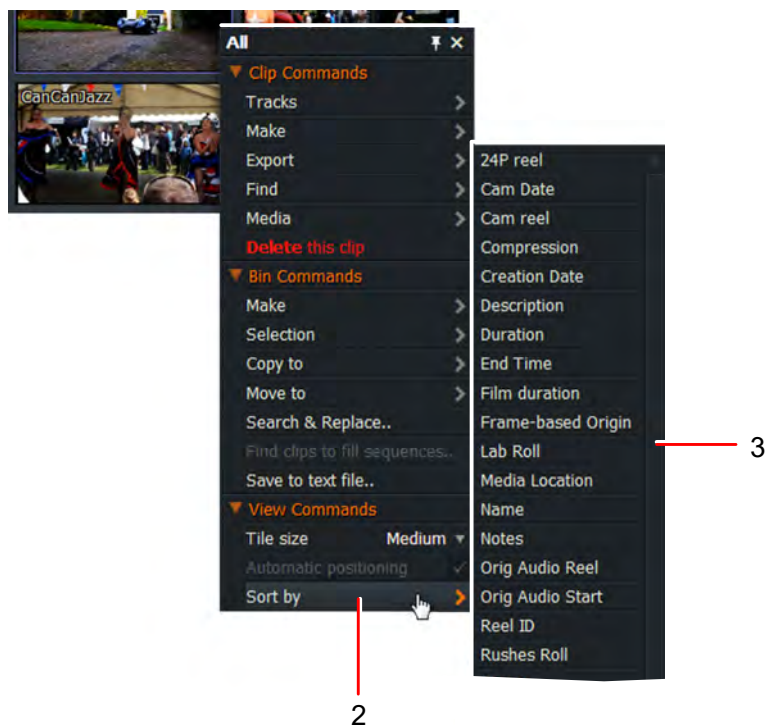 CanCanJazz
All
Clip Commands
Tracks
Make
Export
Find
Media
Delete this clip
Bin Commands
Make
Selection
Copy to
Move to
Search & Replace..
Find clips to fill sequences..
Save to text file..
View Commands
Tile size Medium
Automatic positioning
Sort by
24P reel
Cam Date
Cam reel
Compression
Creation Date
Description
Duration
End Time
Film duration
Frame-based Origin
Lab Roll
Media Location
Name
Notes
Orig Audio Reel
Orig Audio Start
Reel ID
Rushes Roll
3
2